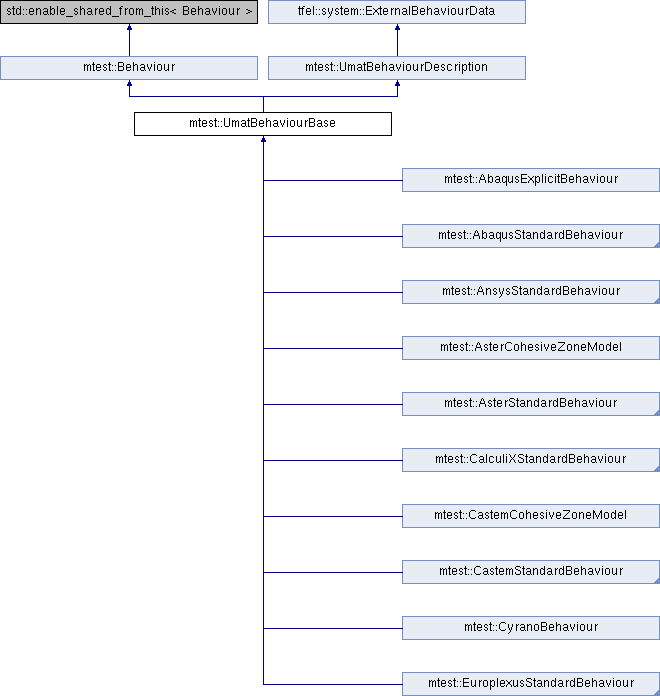 std::enable_shared_from_this< Behaviour >
tfel::system::ExternalBehaviourData
mtest::Behaviour
mtest::UmatBehaviourDescription
mtest::UmatBehaviourBase
mtest::AbaqusExplicitBehaviour
mtest::AbaqusStandardBehaviour
mtest::AnsysStandardBehaviour
mtest::AsterCohesiveZoneModel
mtest::AsterStandardBehaviour
mtest::CalculiXStandardBehaviour
mtest::CastemCohesiveZoneModel
mtest::CastemStandardBehaviour
mtest::CyranoBehaviour
mtest::EuroplexusStandardBehaviour